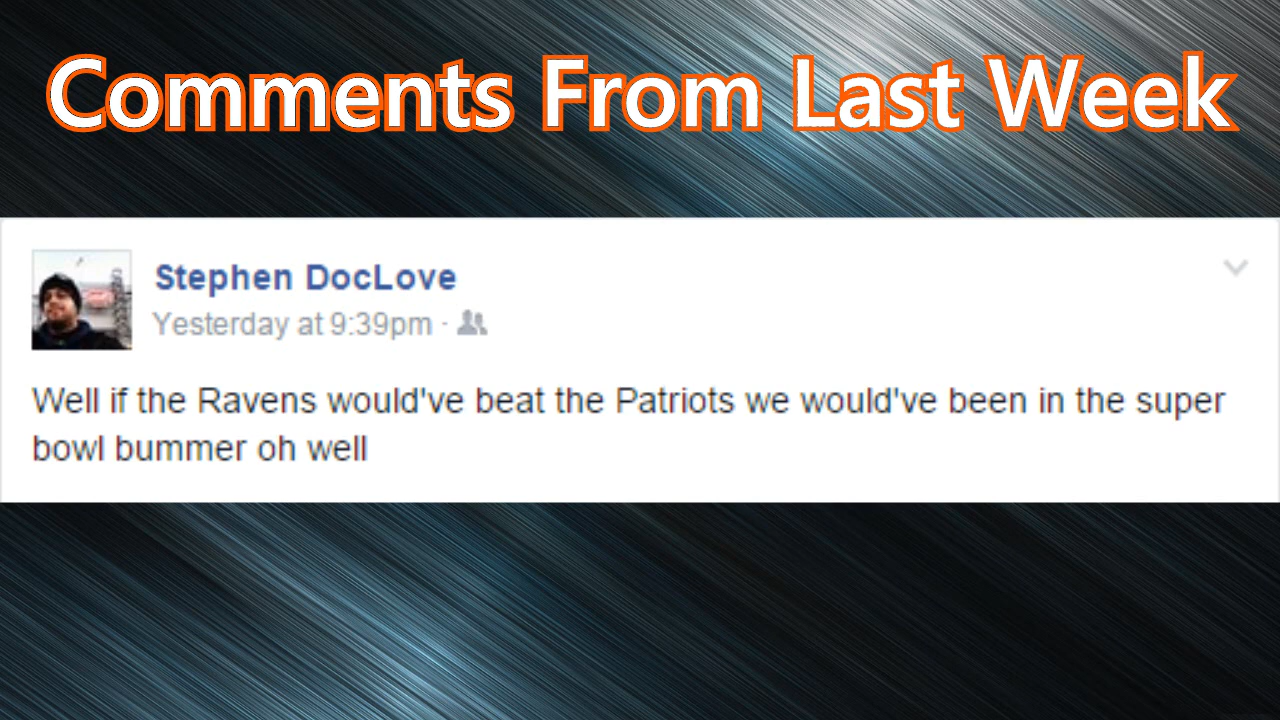 Comments From Last Week
Stephen DocLove
Yesterday at 9:39pm ·
Well if the Ravens would've beat the Patriots we would've been in the super
bowl bummer oh well